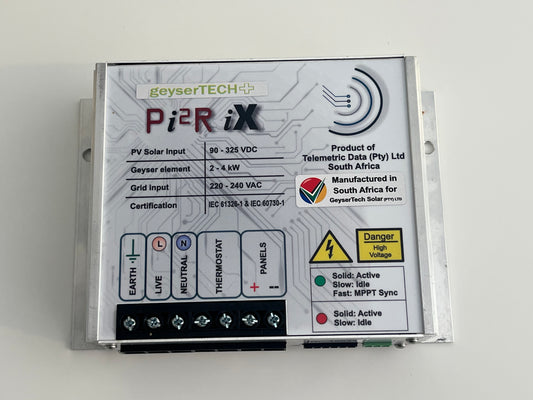 geyserTECH+
Pi²R iX
PV Solar Input 90 - 325 VDC
Geyser element 2 - 4 kW
Grid Input 220 - 240 VAC
Certification IEC 61326-1 & IEC 60730-1
Product of
Telemetric Data (Pty) Ltd
South Africa
Manufactured in
South Africa for
GeyserTech Solar (PTY) LTD
EARTH
L
LIVE
N
NEUTRAL
THERMOSTAT
PANELS
+ --
Danger
High
Voltage
Solid: Active
Slow: Idle
Fast: MPPT Sync
Solid: Active
Slow: Idle